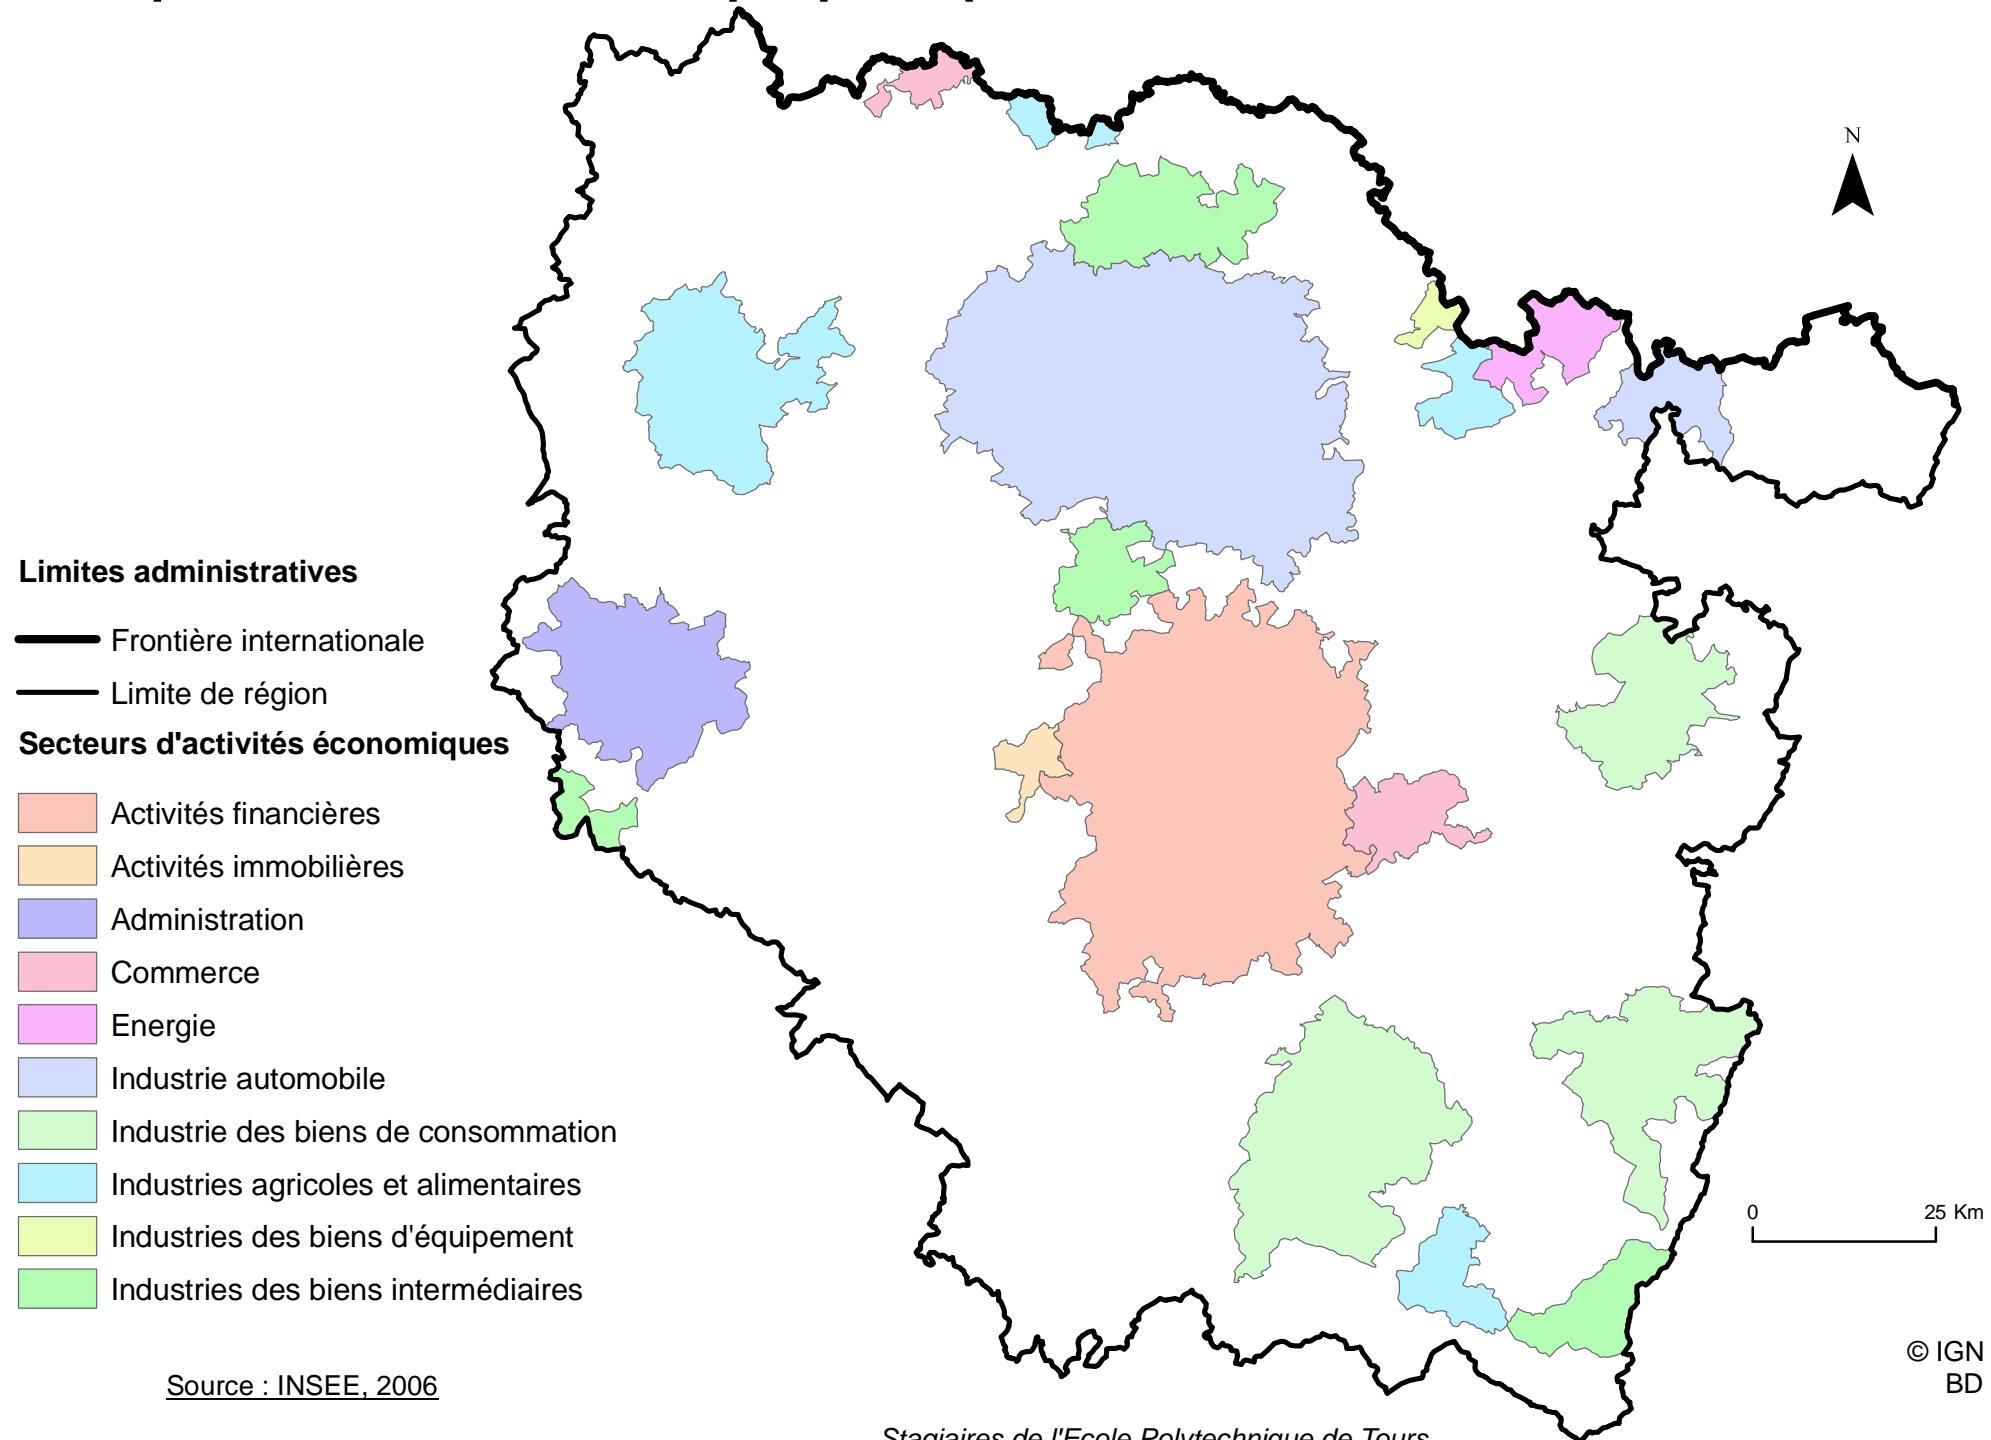 N
Limites administratives
Frontière internationale
Limite de région
Secteurs d'activités économiques
Activités financières
Activités immobilières
Administration
Commerce
Energie
Industrie automobile
Industrie des biens de consommation
Industries agricoles et alimentaires
Industries des biens d'équipement
Industries des biens intermédiaires
0 25 Km
Source : INSEE, 2006
© IGN
BD
Stagiaires de l'Ecole Polytechnique de Tours